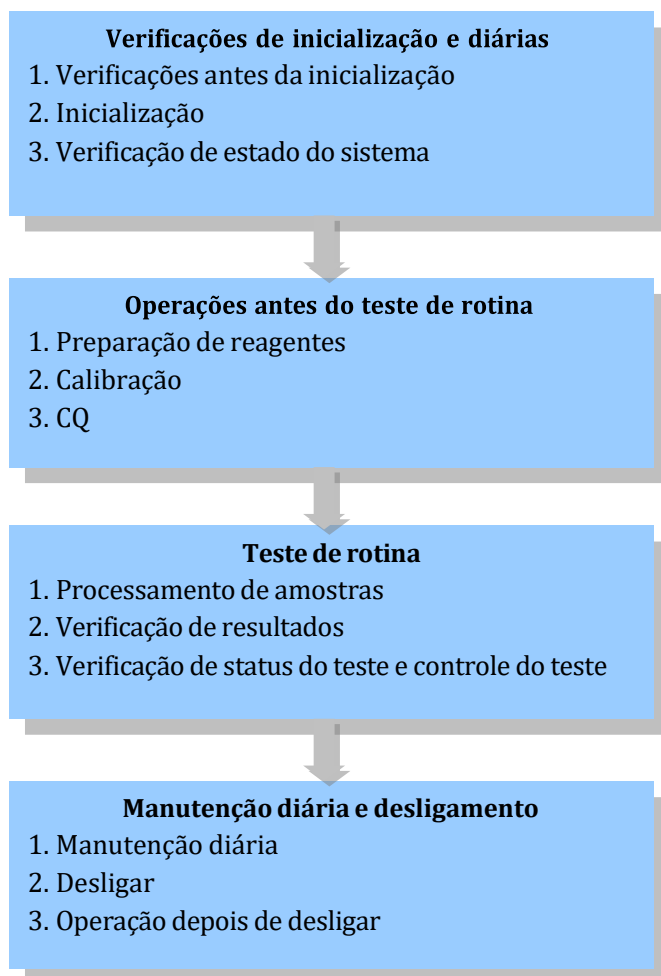 Verificações de inicialização e diárias
1. Verificações antes da inicialização
2. Inicialização
3. Verificação de estado do sistema
Operações antes do teste de rotina
1. Preparação de reagentes
2. Calibração
3. CQ
Teste de rotina
1. Processamento de amostras
2. Verificação de resultados
3. Verificação de status do teste e controle do teste
Manutenção diária e desligamento
1. Manutenção diária
2. Desligar
3. Operação depois de desligar